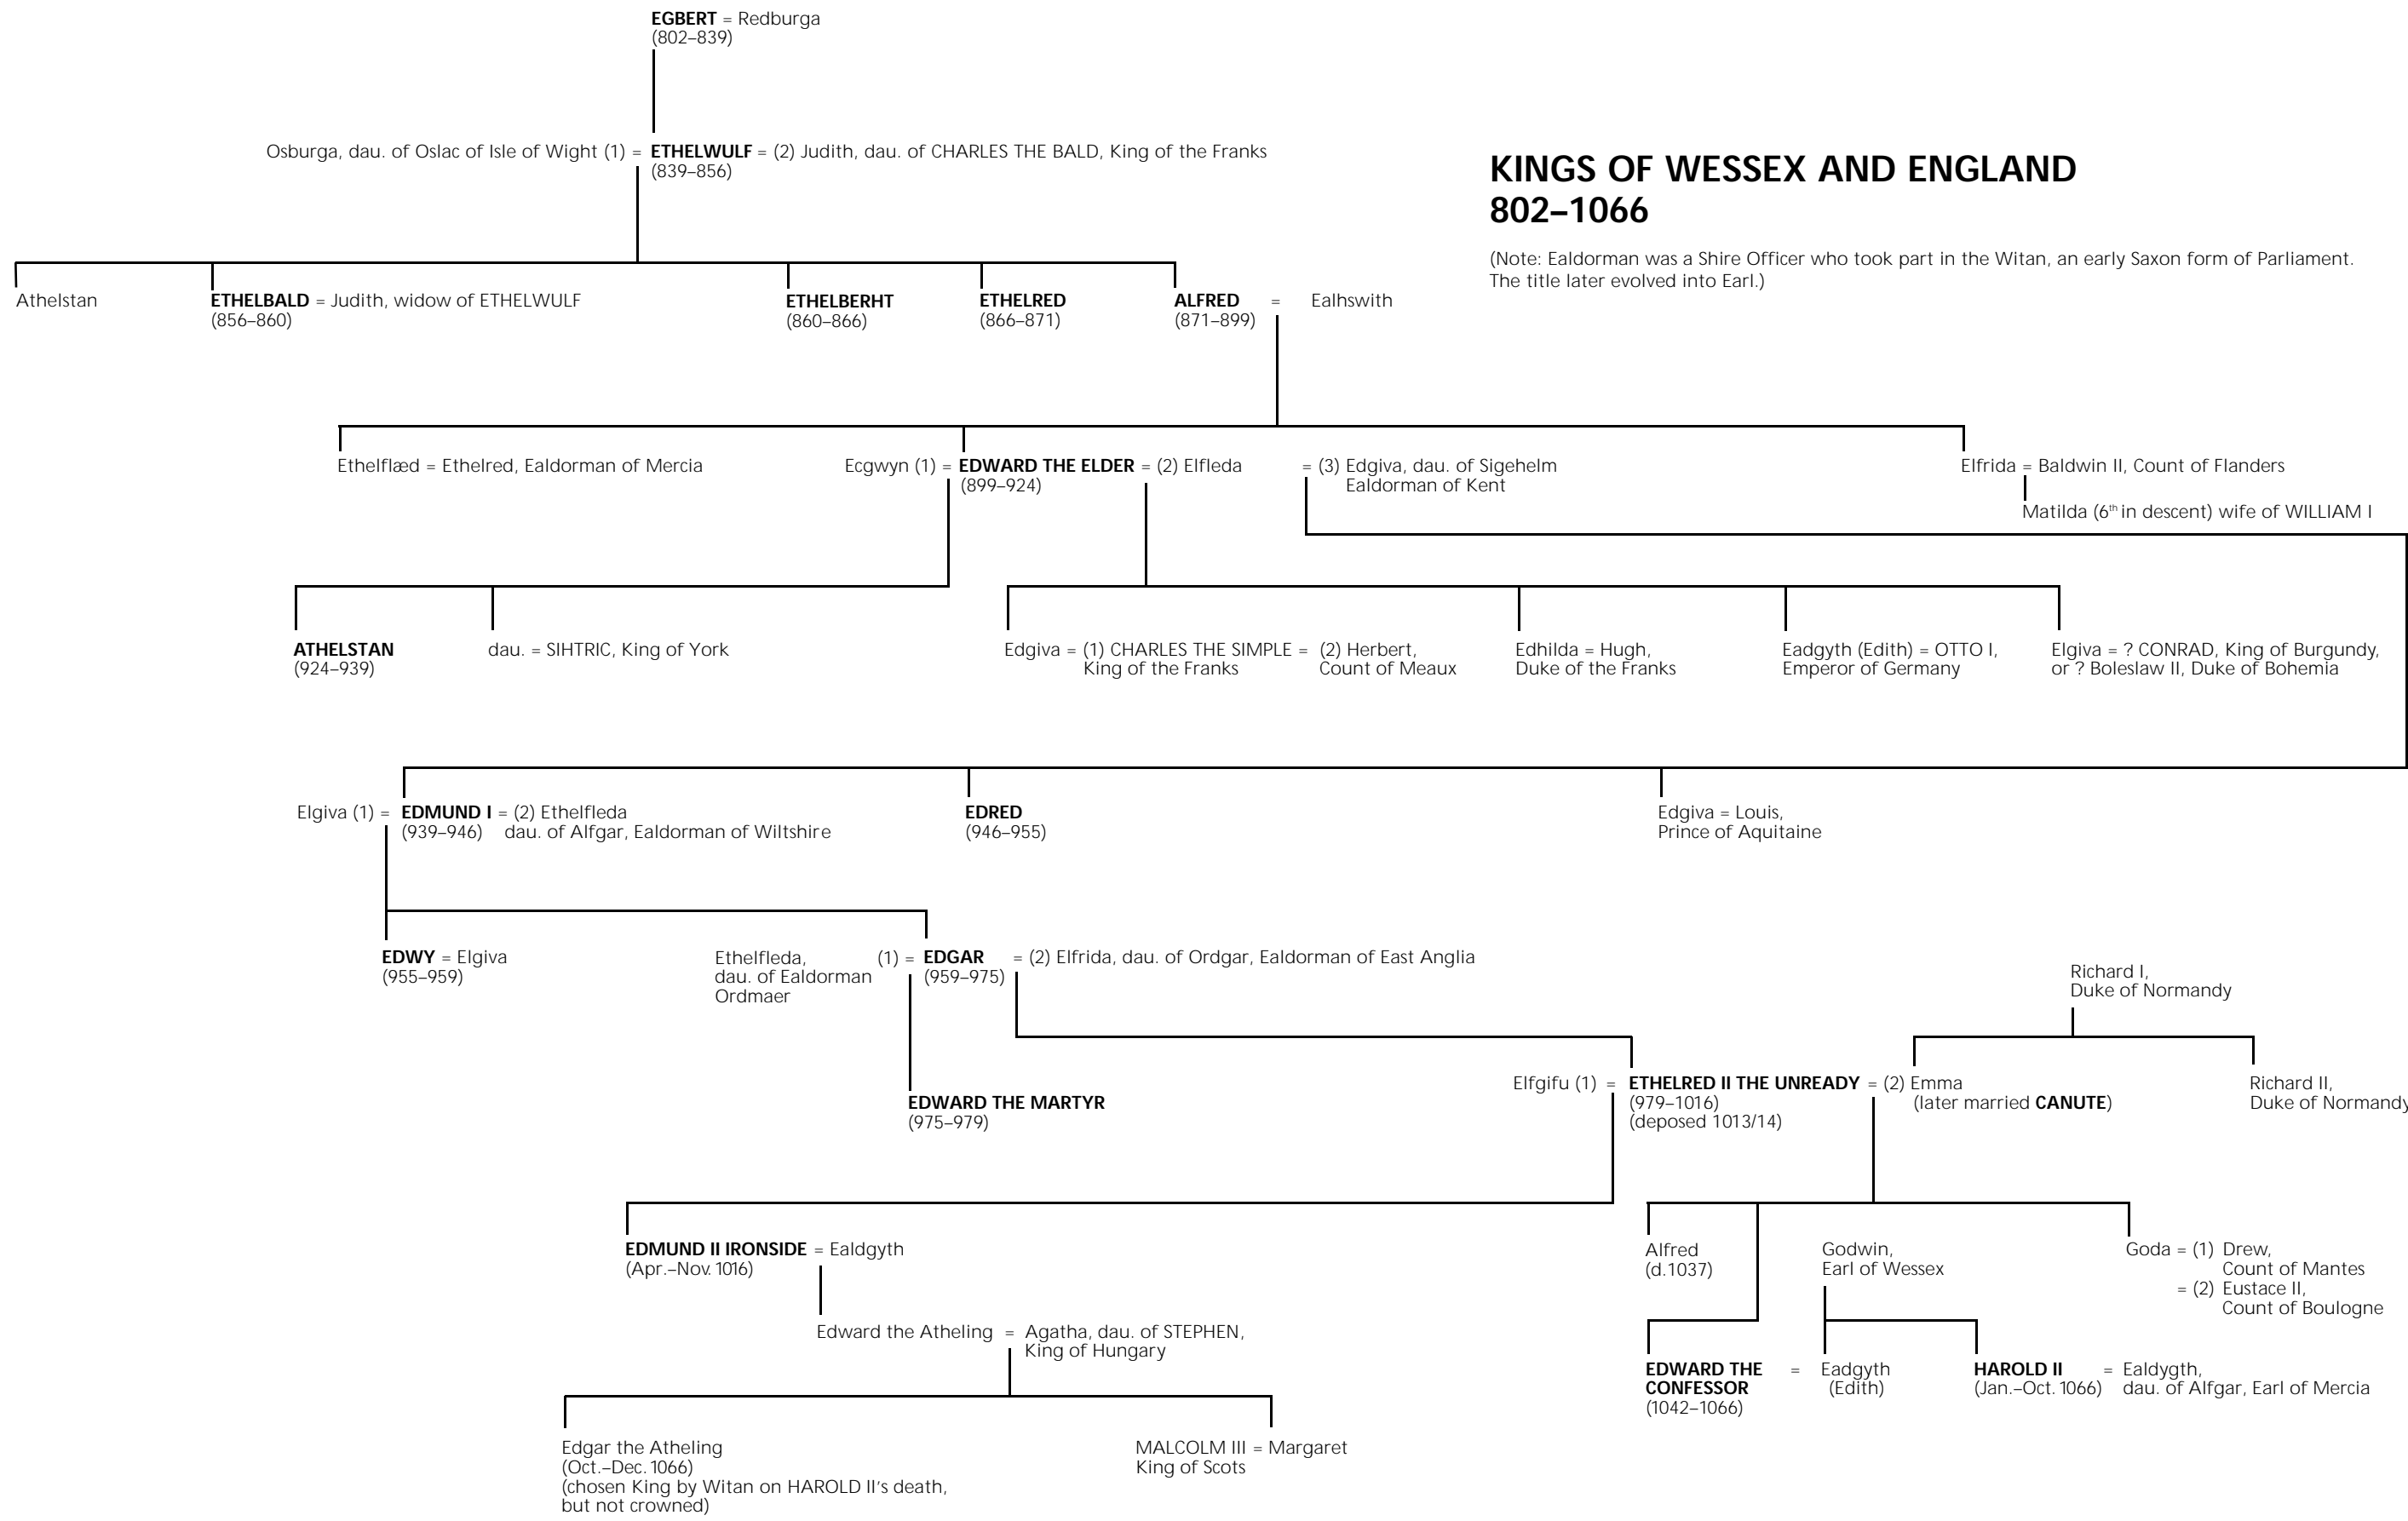 EGBERT = Redburga
(802–839)
Osburga, dau. of Oslac of Isle of Wight (1) = ETHELWULF = (2) Judith, dau. of CHARLES THE BALD, King of the Franks
(839–856)
KINGS OF WESSEX AND ENGLAND
802–1066
(Note: Ealdorman was a Shire Officer who took part in the Witan, an early Saxon form of Parliament.
The title later evolved into Earl.)
Athelstan
ETHELBALD = Judith, widow of ETHELWULF
(856–860)
ETHELBERHT
(860–866)
ETHELRED
(866–871)
ALFRED = Ealhswith
(871–899)
Ethelflæd = Ethelred, Ealdorman of Mercia
Ecgwyn (1) = EDWARD THE ELDER = (2) Elfleda
(899–924)
= (3) Edgiva, dau. of Sigehelm
Ealdorman of Kent
Elfrida = Baldwin II, Count of Flanders
Matilda (6th in descent) wife of WILLIAM I
ATHELSTAN
(924–939)
dau. = SIHTRIC, King of York
Edgiva = (1) CHARLES THE SIMPLE = (2) Herbert,
King of the Franks Count of Meaux
Edhilda = Hugh,
Duke of the Franks
Eadgyth (Edith) = OTTO I,
Emperor of Germany
Elgiva = ? CONRAD, King of Burgundy,
or ? Boleslaw II, Duke of Bohemia
Elgiva (1) = EDMUND I = (2) Ethelfleda
(939–946) dau. of Alfgar, Ealdorman of Wiltshire
EDRED
(946–955)
Edgiva = Louis,
Prince of Aquitaine
EDWY = Elgiva
(955–959)
Ethelfleda, (1) = EDGAR = (2) Elfrida, dau. of Ordgar, Ealdorman of East Anglia
dau. of Ealdorman (959–975)
Ordmaer
Richard I,
Duke of Normandy
EDWARD THE MARTYR
(975–979)
Elfgifu (1) = ETHELRED II THE UNREADY = (2) Emma
(979–1016) (later married CANUTE)
(deposed 1013/14)
Richard II,
Duke of Normandy
EDMUND II IRONSIDE = Ealdgyth
(Apr.–Nov. 1016)
Alfred
(d.1037)
Godwin,
Earl of Wessex
Goda = (1) Drew,
Count of Mantes
= (2) Eustace II,
Count of Boulogne
Edward the Atheling = Agatha, dau. of STEPHEN,
King of Hungary
EDWARD THE = Eadgyth
CONFESSOR (Edith)
(1042–1066)
HAROLD II = Ealdygth,
(Jan.–Oct. 1066) dau. of Alfgar, Earl of Mercia
Edgar the Atheling
(Oct.–Dec. 1066)
(chosen King by Witan on HAROLD II's death,
but not crowned)
MALCOLM III = Margaret
King of Scots